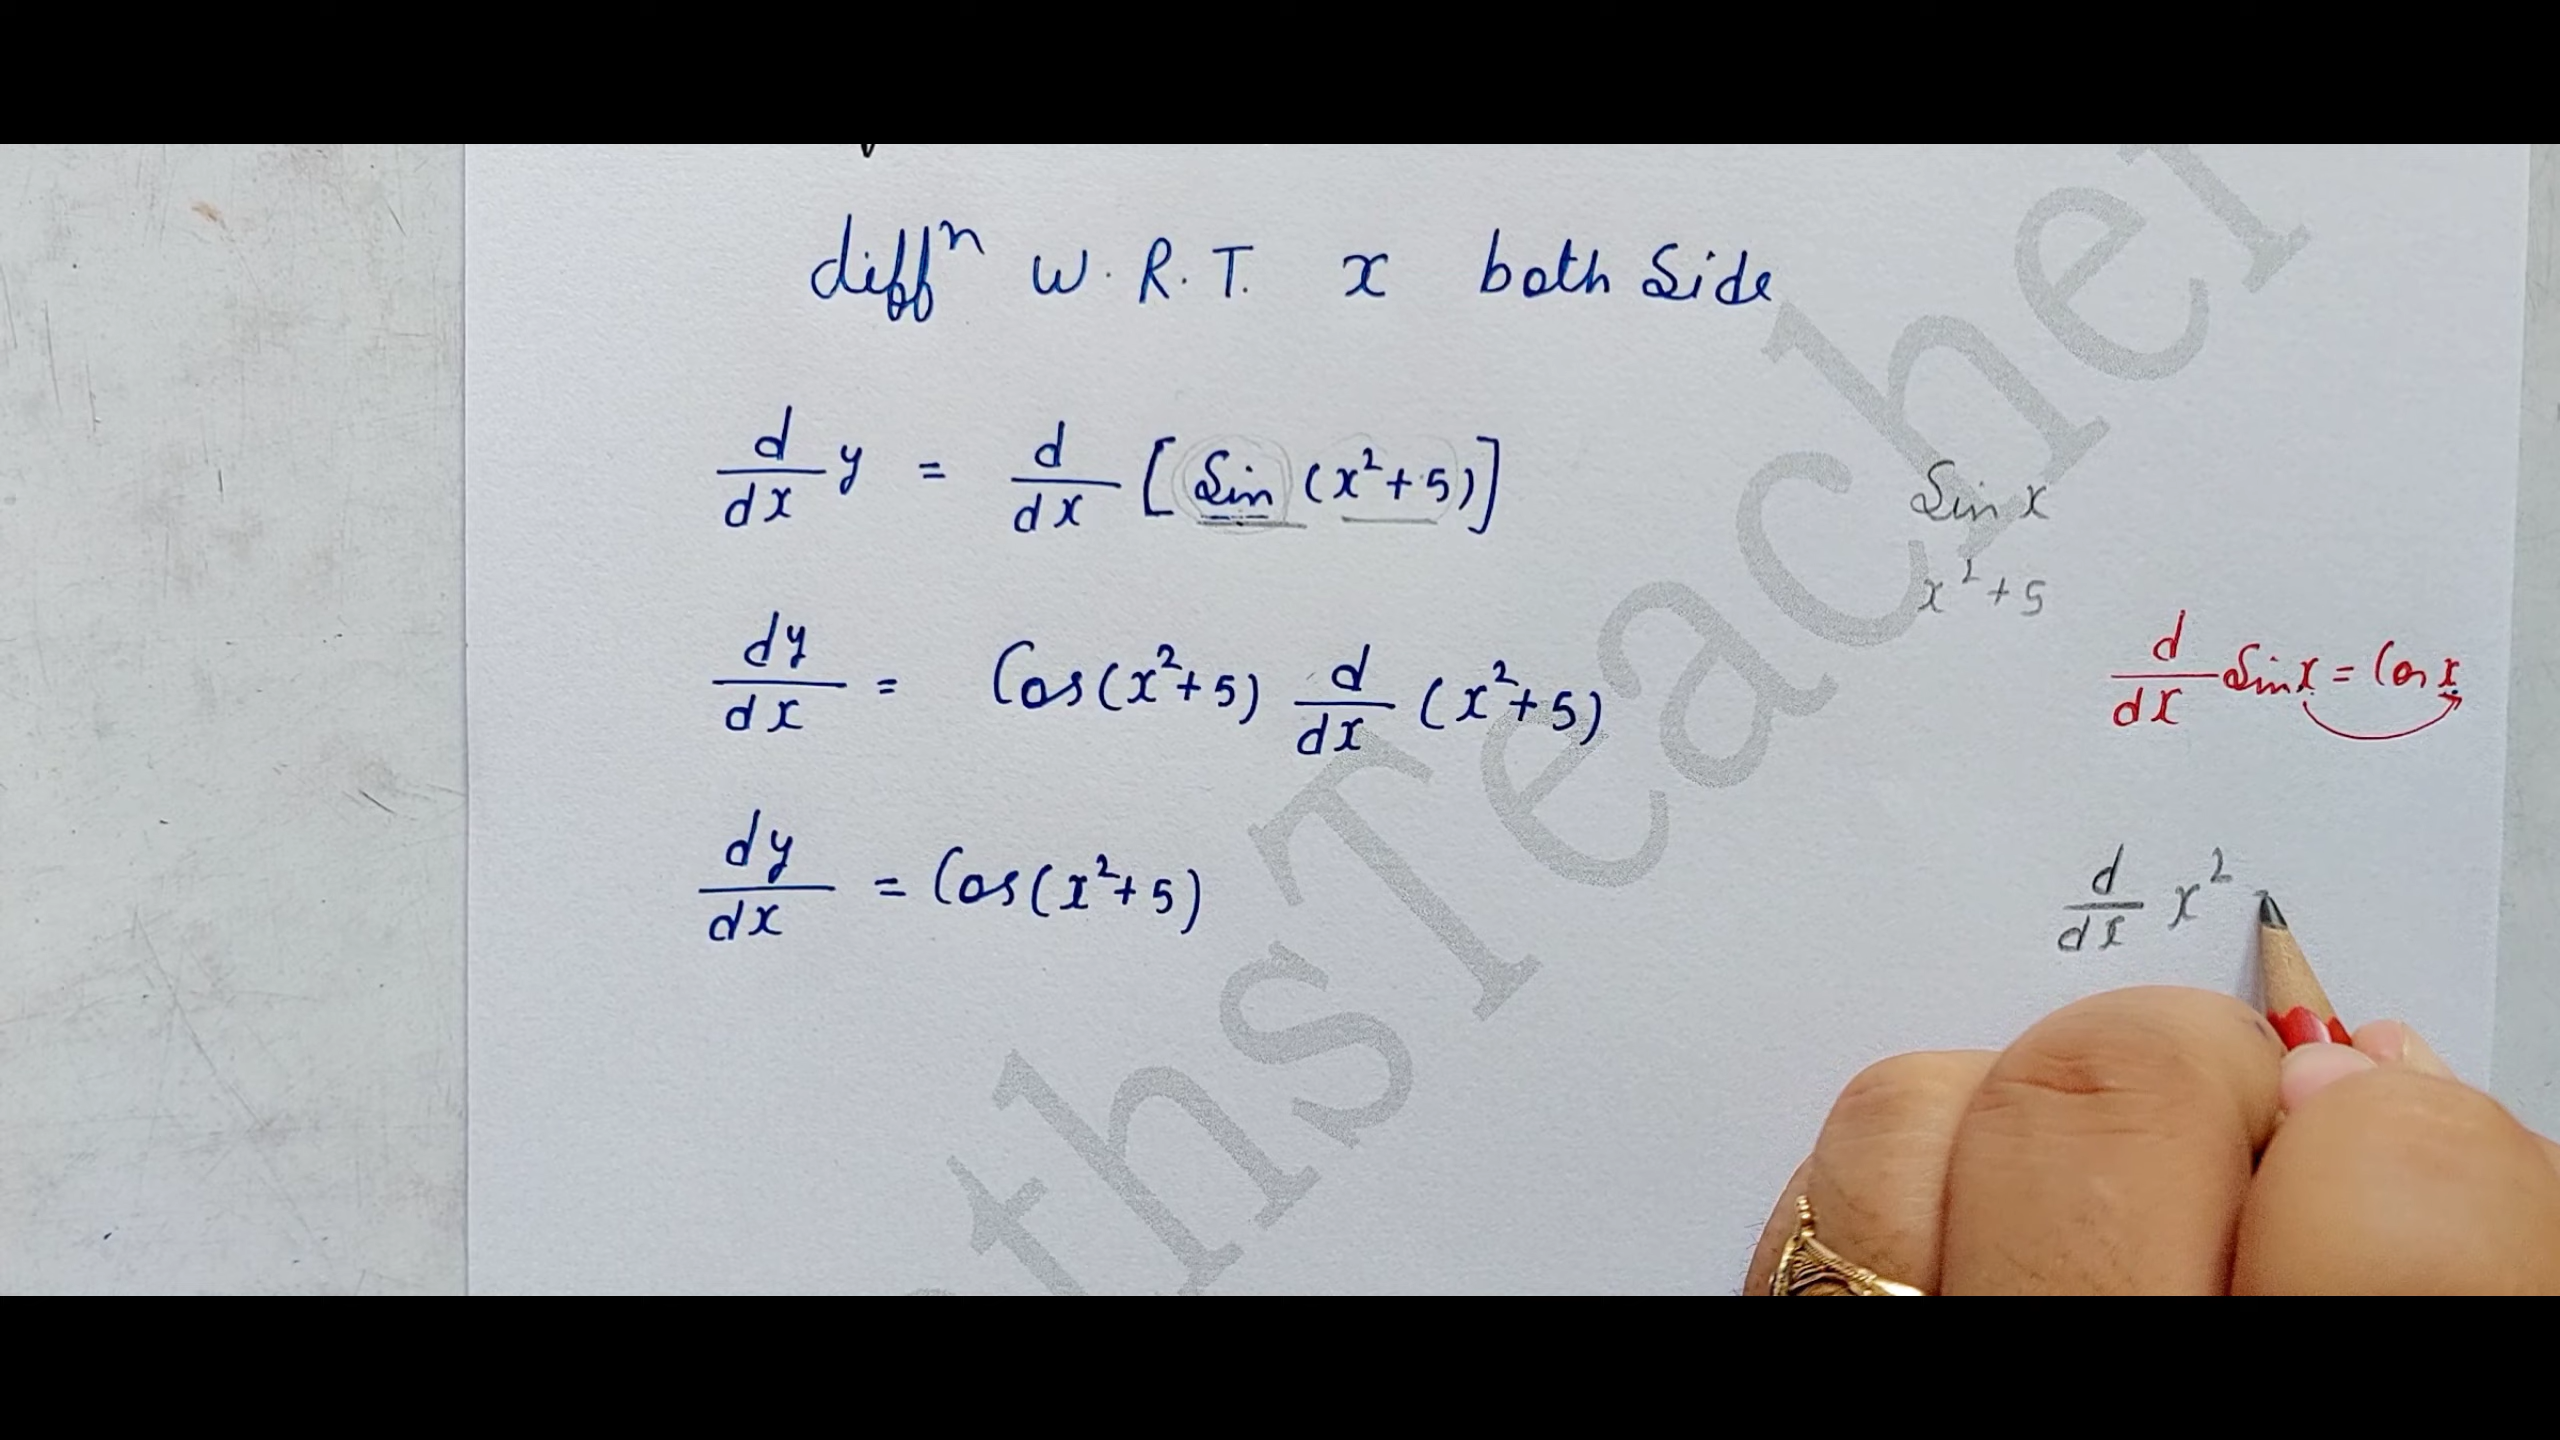 diffⁿ W.R.T. x both Side
d/dx y = d/dx [Sin (x²+5)]
Sin x
x²+5
dy/dx = Cos(x²+5) d/dx (x²+5)
d/dx Sin x = Cos x
dy/dx = Cos(x²+5)
d/dx x²
thsTeacher